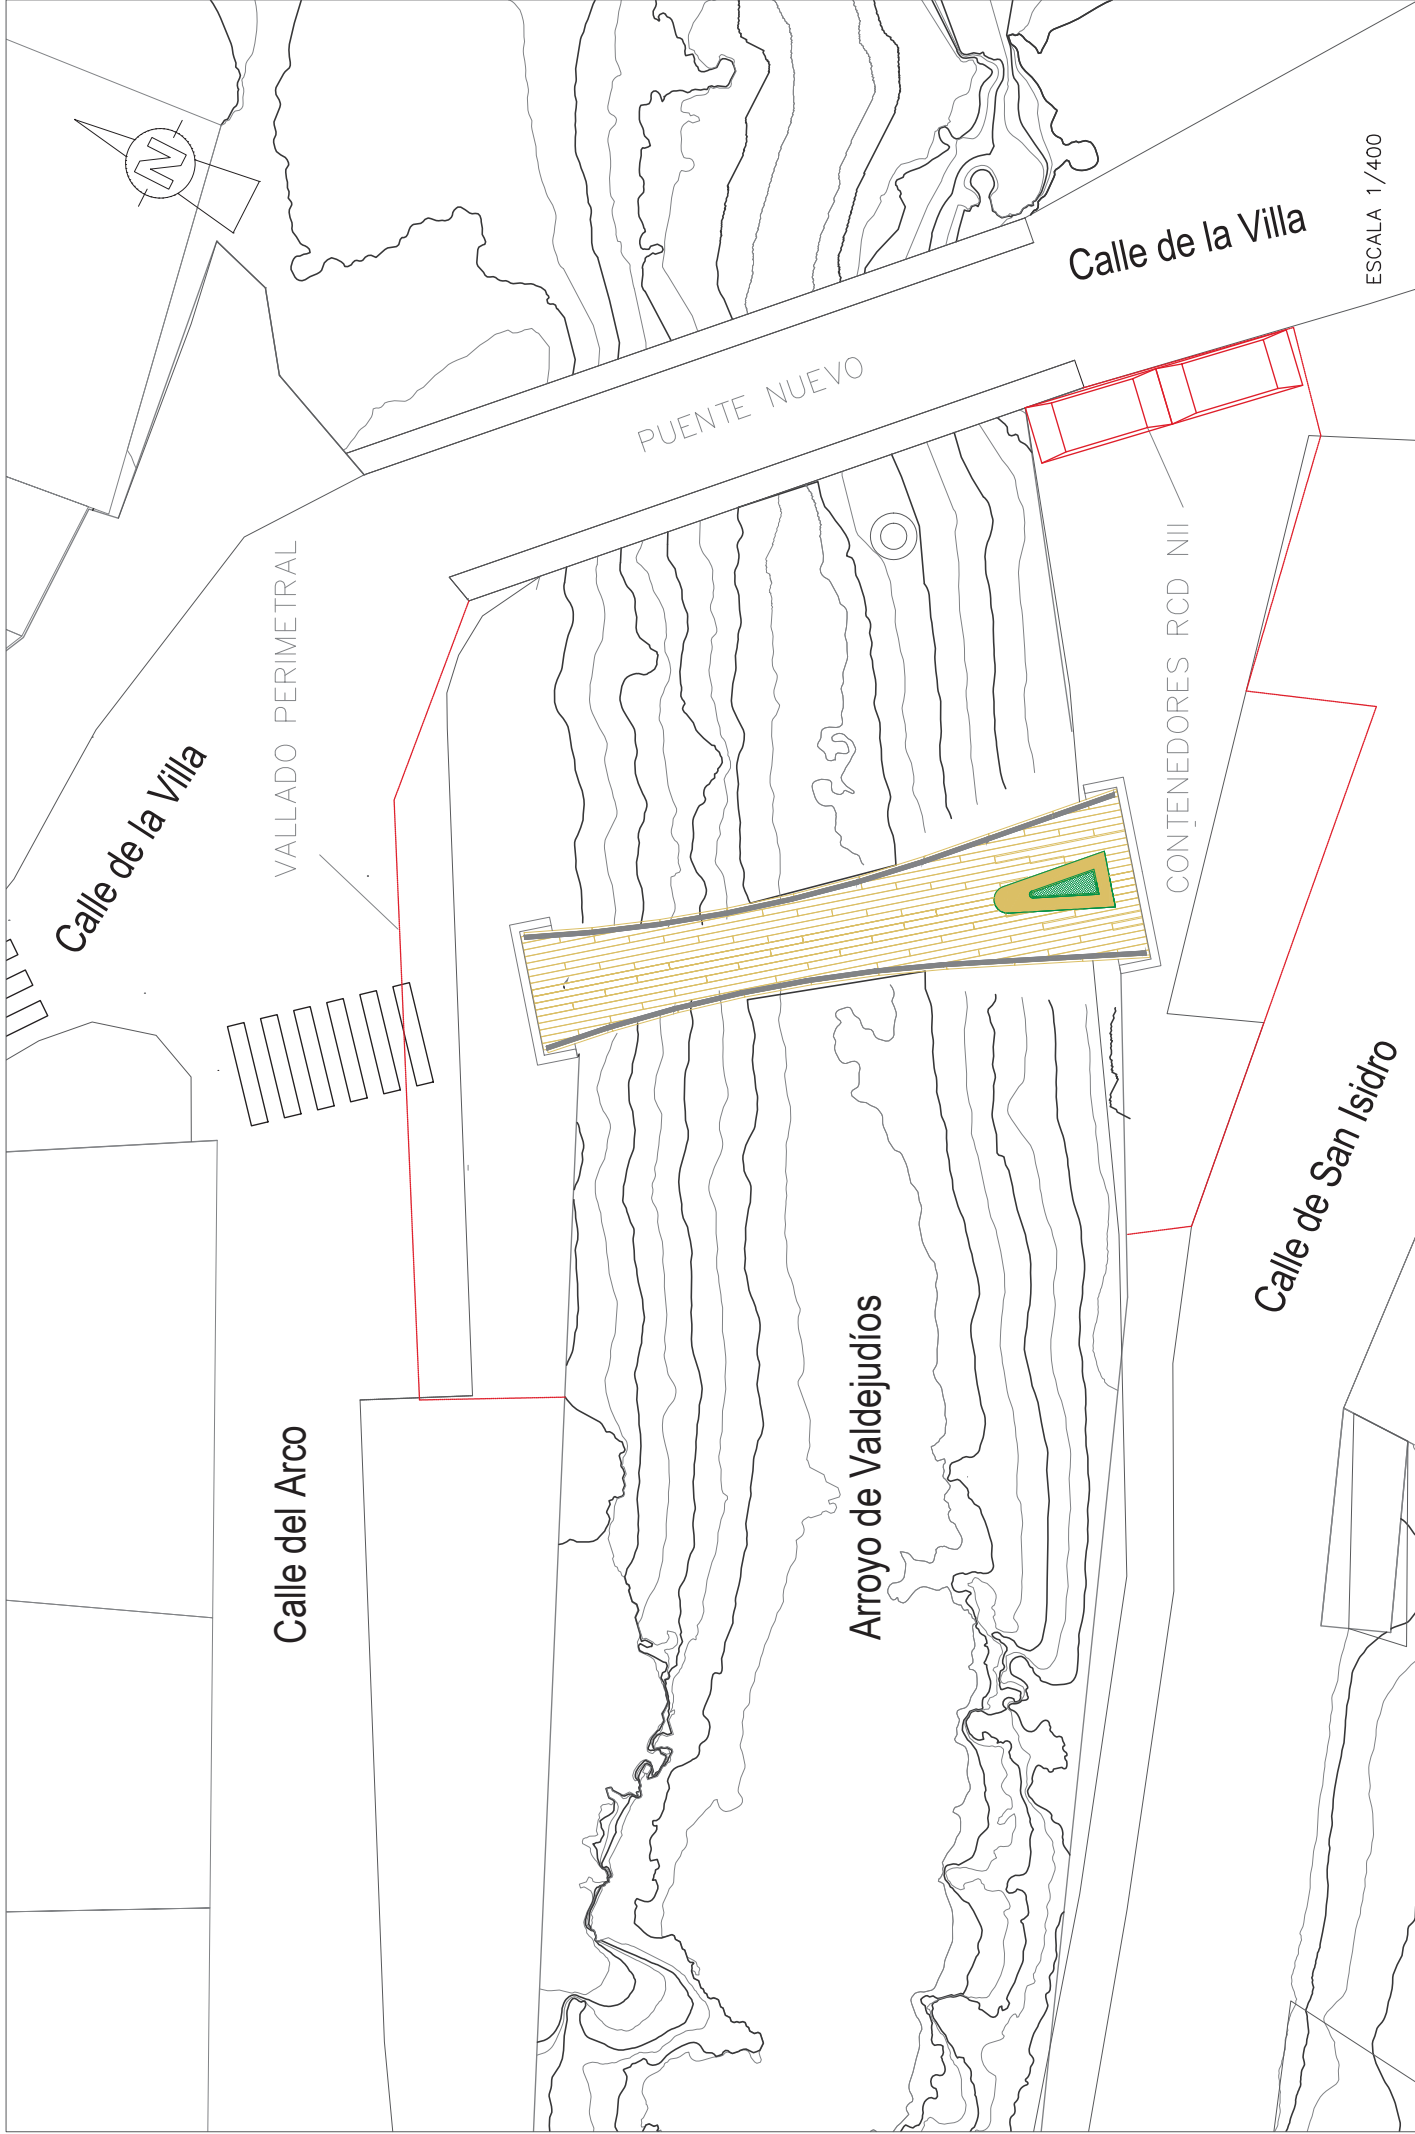 N
Calle de la Villa
ESCALA 1/400
PUENTE NUEVO
VALLADO PERIMETRAL
Calle de la Villa
CONTENEDORES RCD NII
Calle de San Isidro
Arroyo de Valdejudíos
Calle del Arco